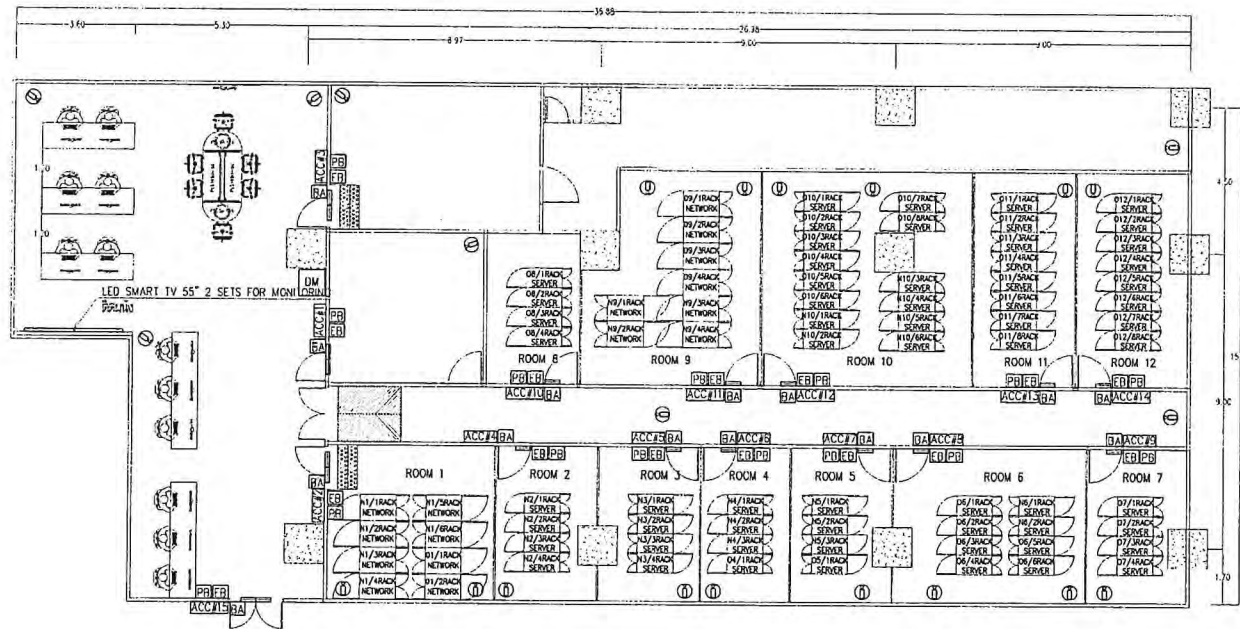 35.88
3.60
5.30
26.38
8.97
9.00
9.00
ACC#3
PB
EB
BA
DM
LED SMART TV 55" 2 SETS FOR MONITORING
ACC#1
PB
EB
BA
4.50
15
9.00
1.70
O8/1RACK
SERVER
O8/2RACK
SERVER
O8/3RACK
SERVER
O8/4RACK
SERVER
ROOM 8
O9/1RACK
NETWORK
O9/2RACK
NETWORK
O9/3RACK
NETWORK
O9/4RACK
NETWORK
N9/1RACK
NETWORK
N9/3RACK
NETWORK
N9/2RACK
NETWORK
N9/4RACK
NETWORK
ROOM 9
O10/1RACK
SERVER
O10/2RACK
SERVER
O10/3RACK
SERVER
O10/4RACK
SERVER
O10/5RACK
SERVER
O10/6RACK
SERVER
N10/1RACK
SERVER
N10/2RACK
SERVER
O10/7RACK
SERVER
O10/8RACK
SERVER
N10/3RACK
SERVER
N10/4RACK
SERVER
N10/5RACK
SERVER
N10/6RACK
SERVER
ROOM 10
O11/1RACK
SERVER
O11/2RACK
SERVER
O11/3RACK
SERVER
O11/4RACK
SERVER
O11/5RACK
SERVER
O11/6RACK
SERVER
O11/7RACK
SERVER
O11/8RACK
SERVER
ROOM 11
O12/1RACK
SERVER
O12/2RACK
SERVER
O12/3RACK
SERVER
O12/4RACK
SERVER
O12/5RACK
SERVER
O12/6RACK
SERVER
O12/7RACK
SERVER
O12/8RACK
SERVER
ROOM 12
PB EB
ACC#10 BA
PB EB
ACC#11 BA
EB PB
BA ACC#12
PB EB
ACC#13 BA
EB PB
BA ACC#14
ACC#4 BA
EB PB
ACC#5 BA
PB EB
BA ACC#6
EB PB
ACC#7 BA
PB EB
BA ACC#8
EB PB
BA ACC#9
EB PB
BA
ACC#2
EB
PB
ROOM 1
N1/1RACK
NETWORK
N1/2RACK
NETWORK
N1/3RACK
NETWORK
N1/4RACK
NETWORK
N1/5RACK
NETWORK
N1/6RACK
NETWORK
O1/1RACK
NETWORK
O1/2RACK
NETWORK
ROOM 2
N2/1RACK
SERVER
N2/2RACK
SERVER
N2/3RACK
SERVER
N2/4RACK
SERVER
ROOM 3
N3/1RACK
SERVER
N3/2RACK
SERVER
N3/3RACK
SERVER
N3/4RACK
SERVER
ROOM 4
N4/1RACK
SERVER
N4/2RACK
SERVER
N4/3RACK
SERVER
O4/1RACK
SERVER
ROOM 5
N5/1RACK
SERVER
N5/2RACK
SERVER
N5/3RACK
SERVER
O5/1RACK
SERVER
ROOM 6
O6/1RACK
SERVER
O6/2RACK
SERVER
O6/3RACK
SERVER
O6/4RACK
SERVER
N6/1RACK
SERVER
N6/2RACK
SERVER
O6/5RACK
SERVER
O6/6RACK
SERVER
ROOM 7
O7/1RACK
SERVER
O7/2RACK
SERVER
O7/3RACK
SERVER
O7/4RACK
SERVER
PB EB
ACC#15 BA